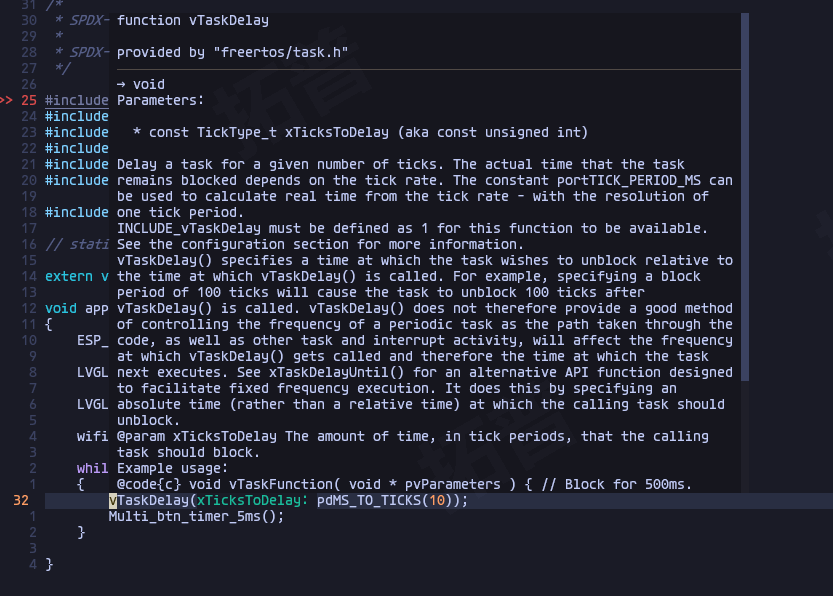 31 /*
30  * SPDX- function vTaskDelay
29  *
28  * SPDX- provided by "freertos/task.h"
27  */
26 → void
>> 25 #include Parameters:
24 #include
23 #include * const TickType_t xTicksToDelay (aka const unsigned int)
22 #include
21 #include Delay a task for a given number of ticks. The actual time that the task
20 #include remains blocked depends on the tick rate. The constant portTICK_PERIOD_MS can
19 be used to calculate real time from the tick rate - with the resolution of
18 #include one tick period.
17 INCLUDE_vTaskDelay must be defined as 1 for this function to be available.
16 // stati See the configuration section for more information.
15 vTaskDelay() specifies a time at which the task wishes to unblock relative to
14 extern v the time at which vTaskDelay() is called. For example, specifying a block
13 period of 100 ticks will cause the task to unblock 100 ticks after
12 void app vTaskDelay() is called. vTaskDelay() does not therefore provide a good method
11 { of controlling the frequency of a periodic task as the path taken through the
10 ESP_ code, as well as other task and interrupt activity, will affect the frequency
9 at which vTaskDelay() gets called and therefore the time at which the task
8 LVGL next executes. See xTaskDelayUntil() for an alternative API function designed
7 to facilitate fixed frequency execution. It does this by specifying an
6 LVGL absolute time (rather than a relative time) at which the calling task should
5 unblock.
4 wifi @param xTicksToDelay The amount of time, in tick periods, that the calling
3 task should block.
2 whil Example usage:
1 { @code{c} void vTaskFunction( void * pvParameters ) { // Block for 500ms.
32 vTaskDelay(xTicksToDelay: pdMS_TO_TICKS(10));
1 Multi_btn_timer_5ms();
2 }
3
4 }
拓普
拓普